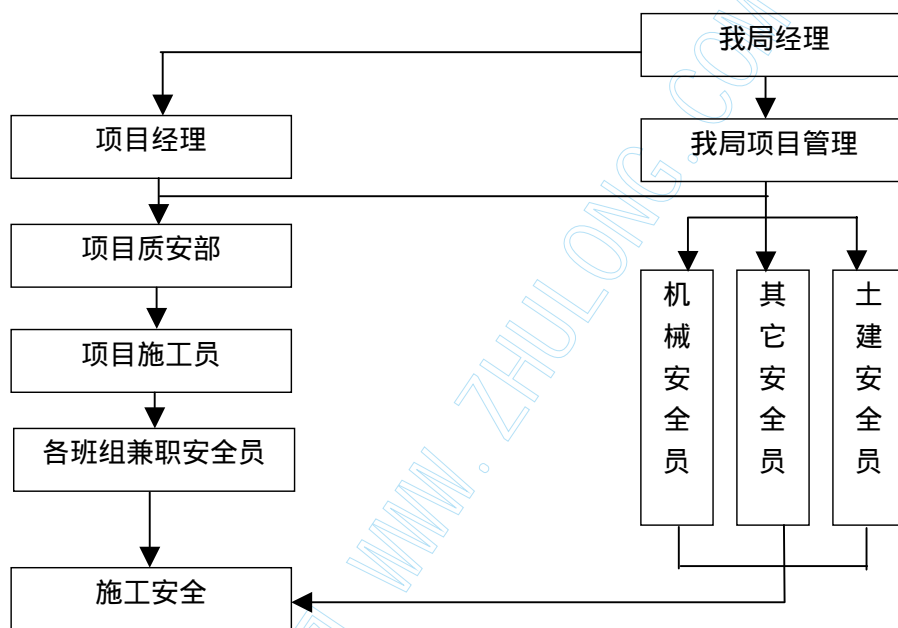 我局经理
项目经理
我局项目管理
项目质安部
项目施工员
各班组兼职安全员
机械安全员
其它安全员
土建安全员
施工安全
WWW.ZHULONG.COM